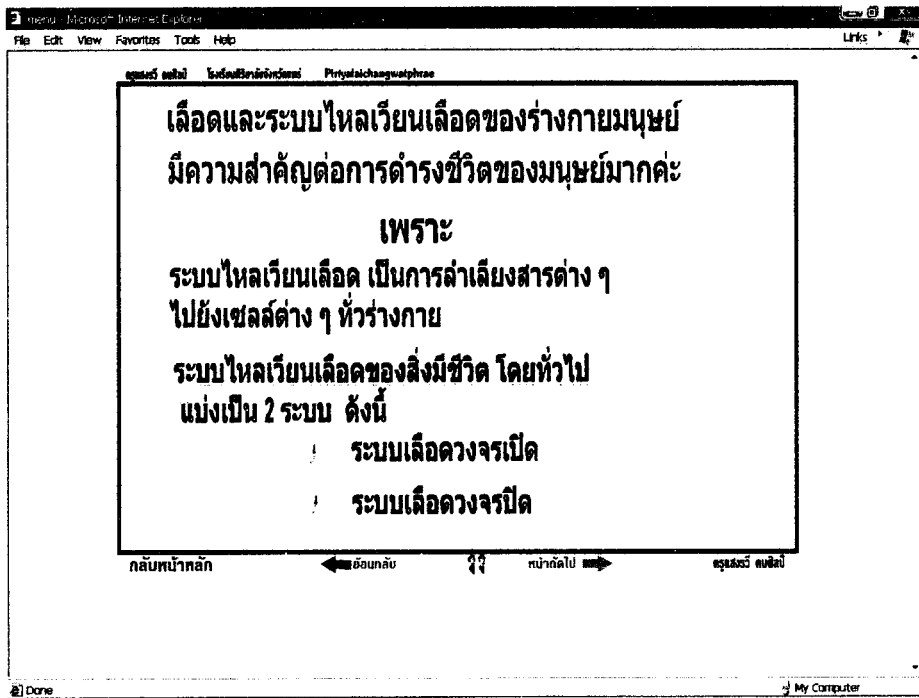 menu - Microsoft Internet Explorer
File Edit View Favorites Tools Help Links
Piriyalaichangwatphrae
เลือดและระบบไหลเวียนเลือดของร่างกายมนุษย์
มีความสำคัญต่อการดำรงชีวิตของมนุษย์มากค่ะ
เพราะ
ระบบไหลเวียนเลือด เป็นการลำเลียงสารต่าง ๆ
ไปยังเซลล์ต่าง ๆ ทั่วร่างกาย
ระบบไหลเวียนเลือดของสิ่งมีชีวิต โดยทั่วไป
แบ่งเป็น 2 ระบบ ดังนี้
ระบบเลือดวงจรเปิด
ระบบเลือดวงจรปิด
กลับหน้าหลัก ย้อนกลับ หน้าถัดไป
Done My Computer